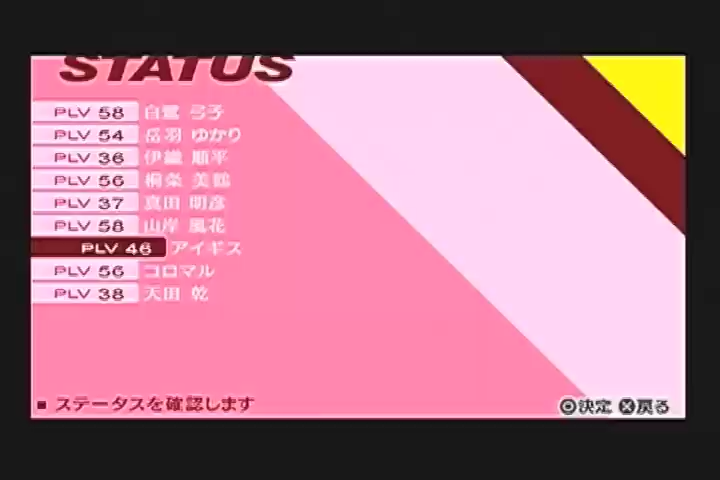 STATUS
PLV 58 白鷺 弓子
PLV 54 岳羽 ゆかり
PLV 36 伊織 順平
PLV 56 桐条 美鶴
PLV 37 真田 明彦
PLV 58 山岸 風花
PLV 46 アイギス
PLV 56 コロマル
PLV 38 天田 乾
■ ステータスを確認します
◎決定 ⊗戻る